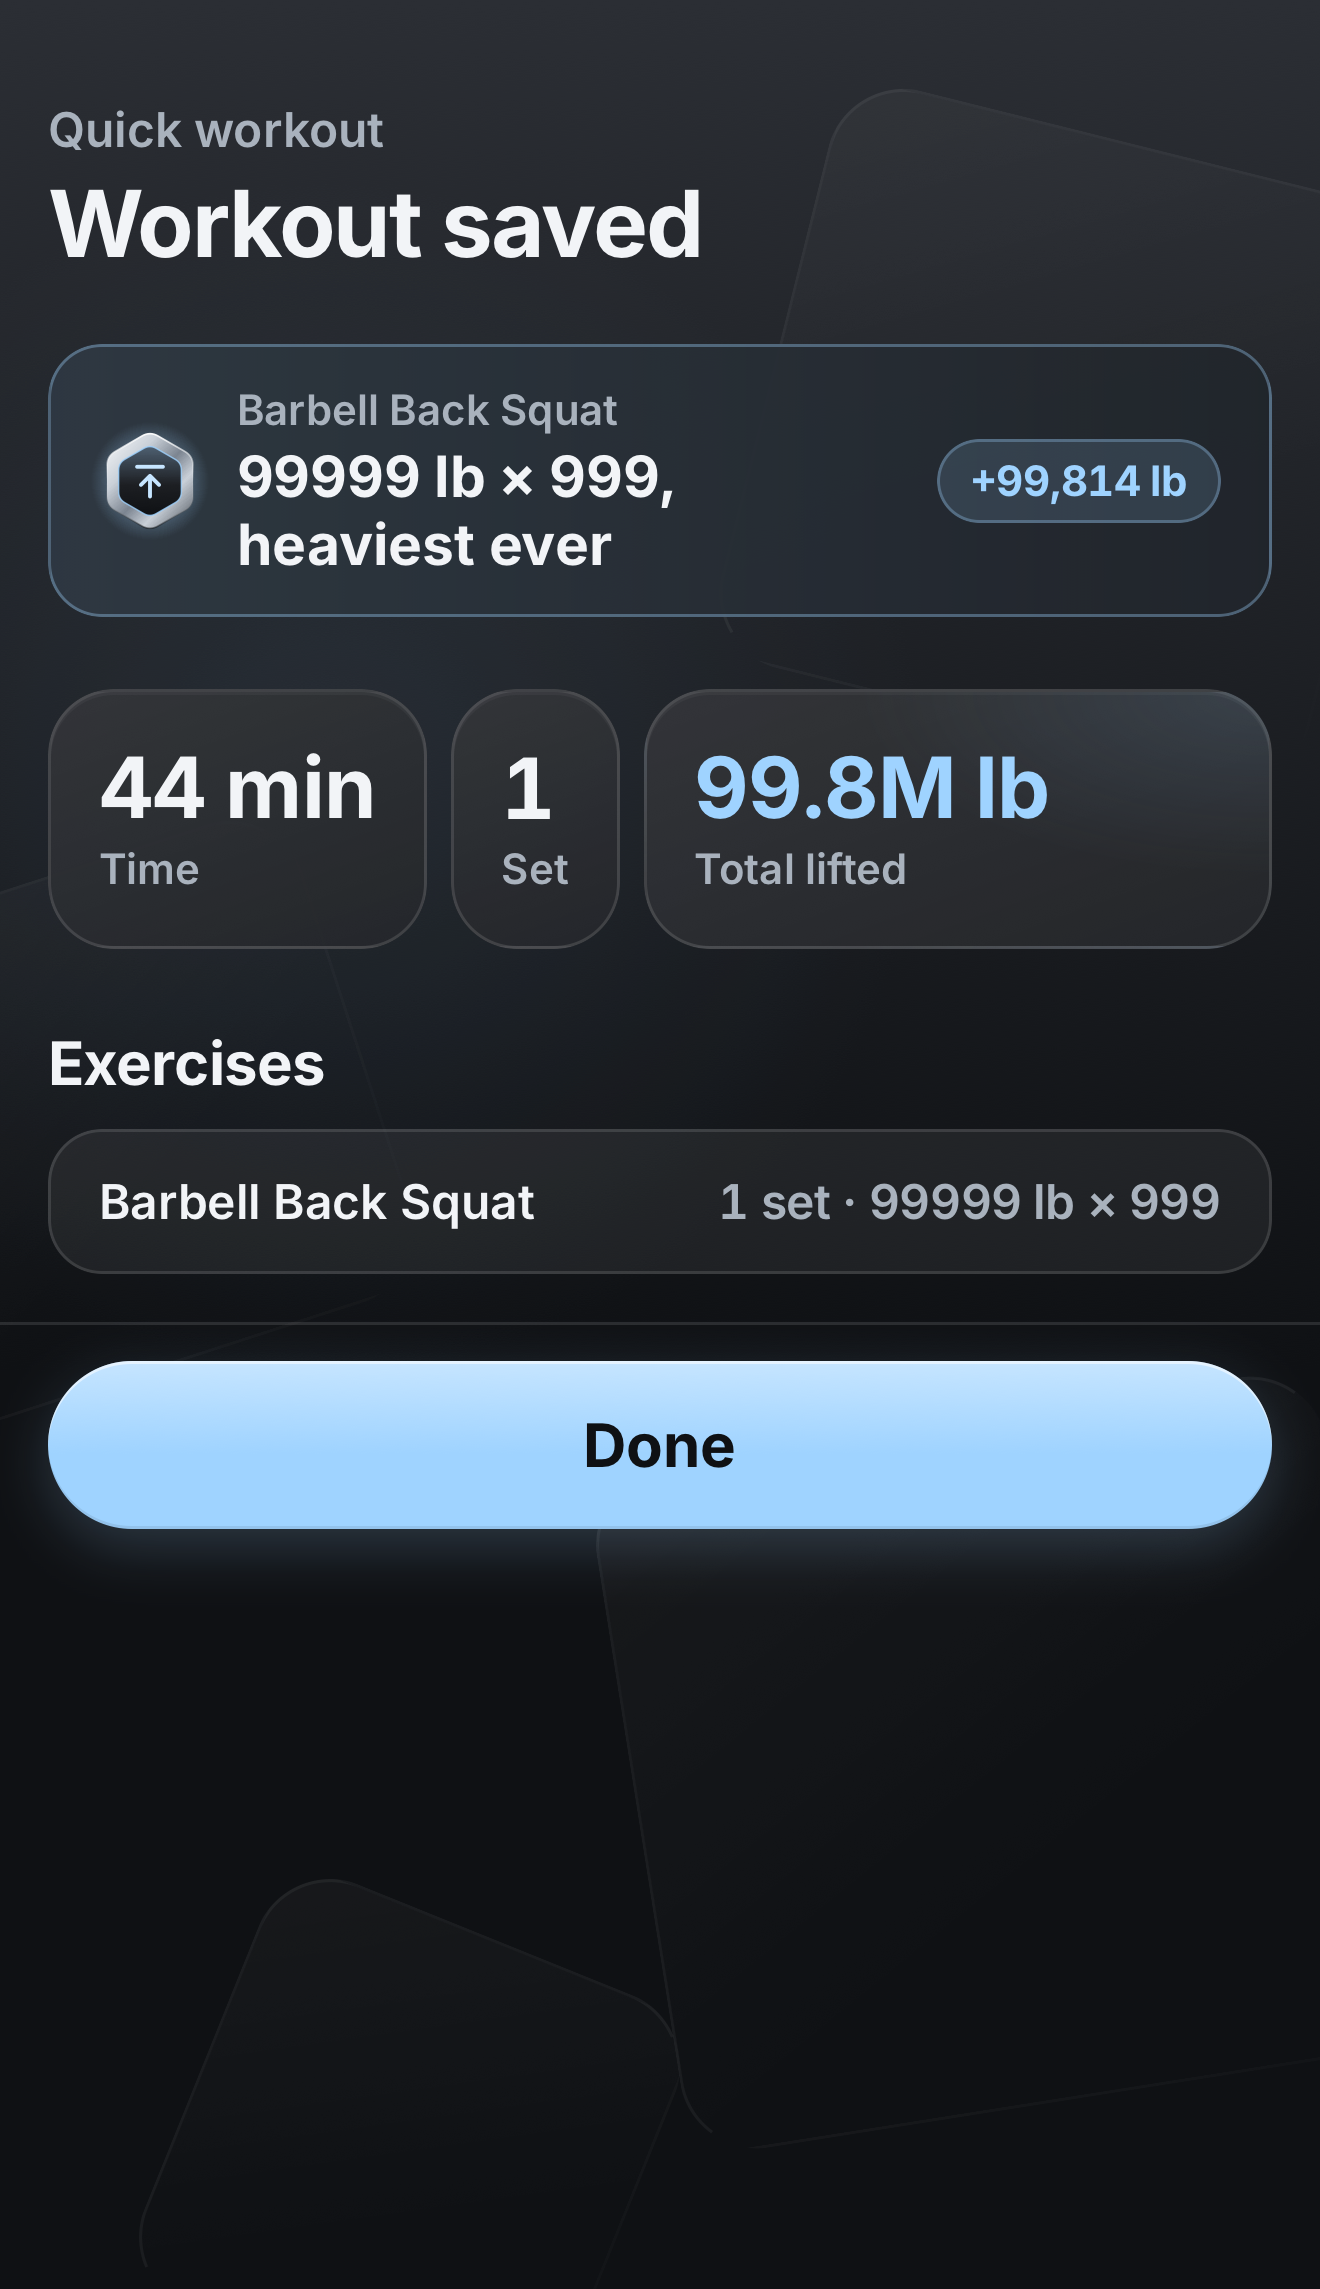 Quick workout
Workout saved
Barbell Back Squat
99999 lb × 999,
heaviest ever
+99,814 lb
44 min
Time
1
Set
99.8M lb
Total lifted
Exercises
Barbell Back Squat
1 set · 99999 lb × 999
Done